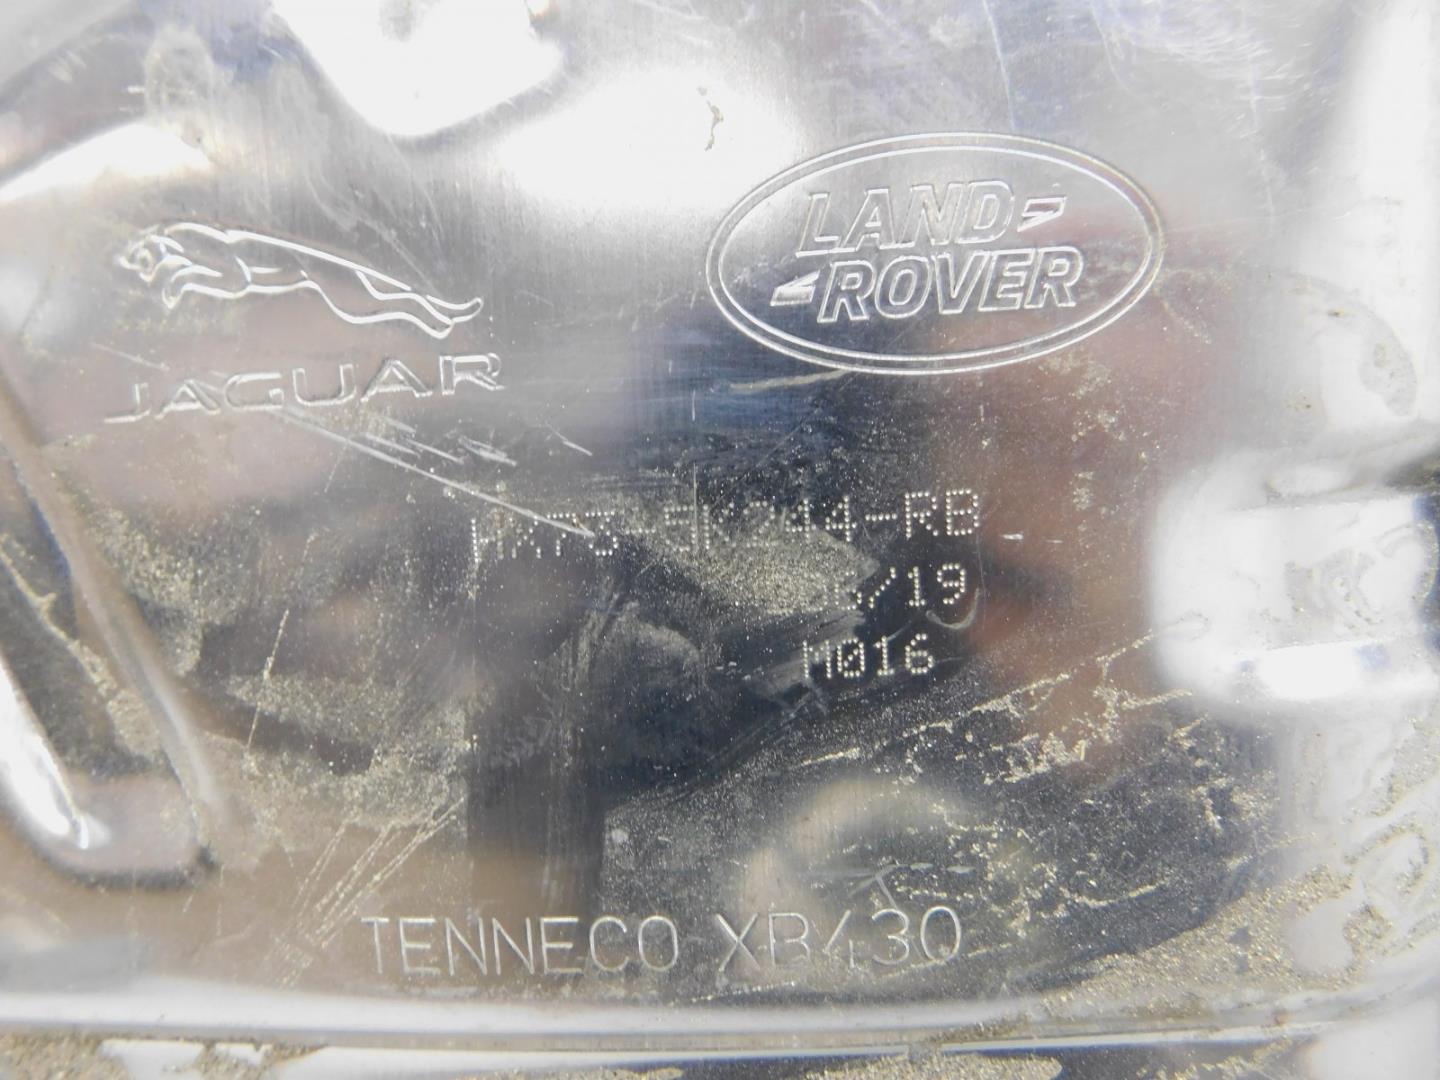 JAGUAR
LAND
ROVER
/19
M016
TENNECO XB430